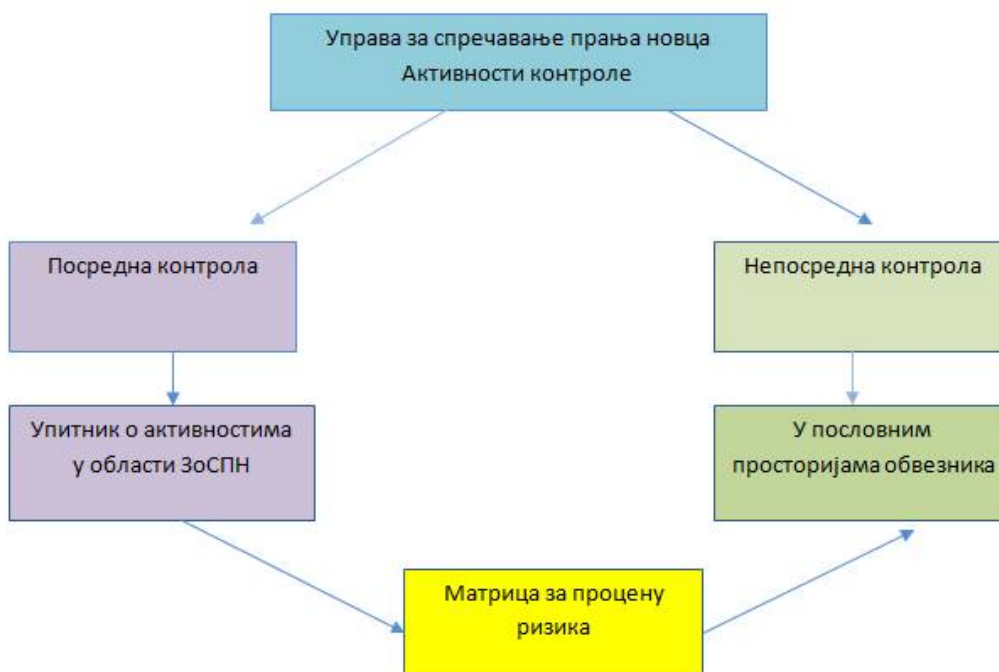 Управа за спречавање прања новца
Активности контроле
Посредна контрола
Непосредна контрола
Упитник о активностима
у области ЗоСПН
У пословним
просторијама обвезника
Матрица за процену
ризика